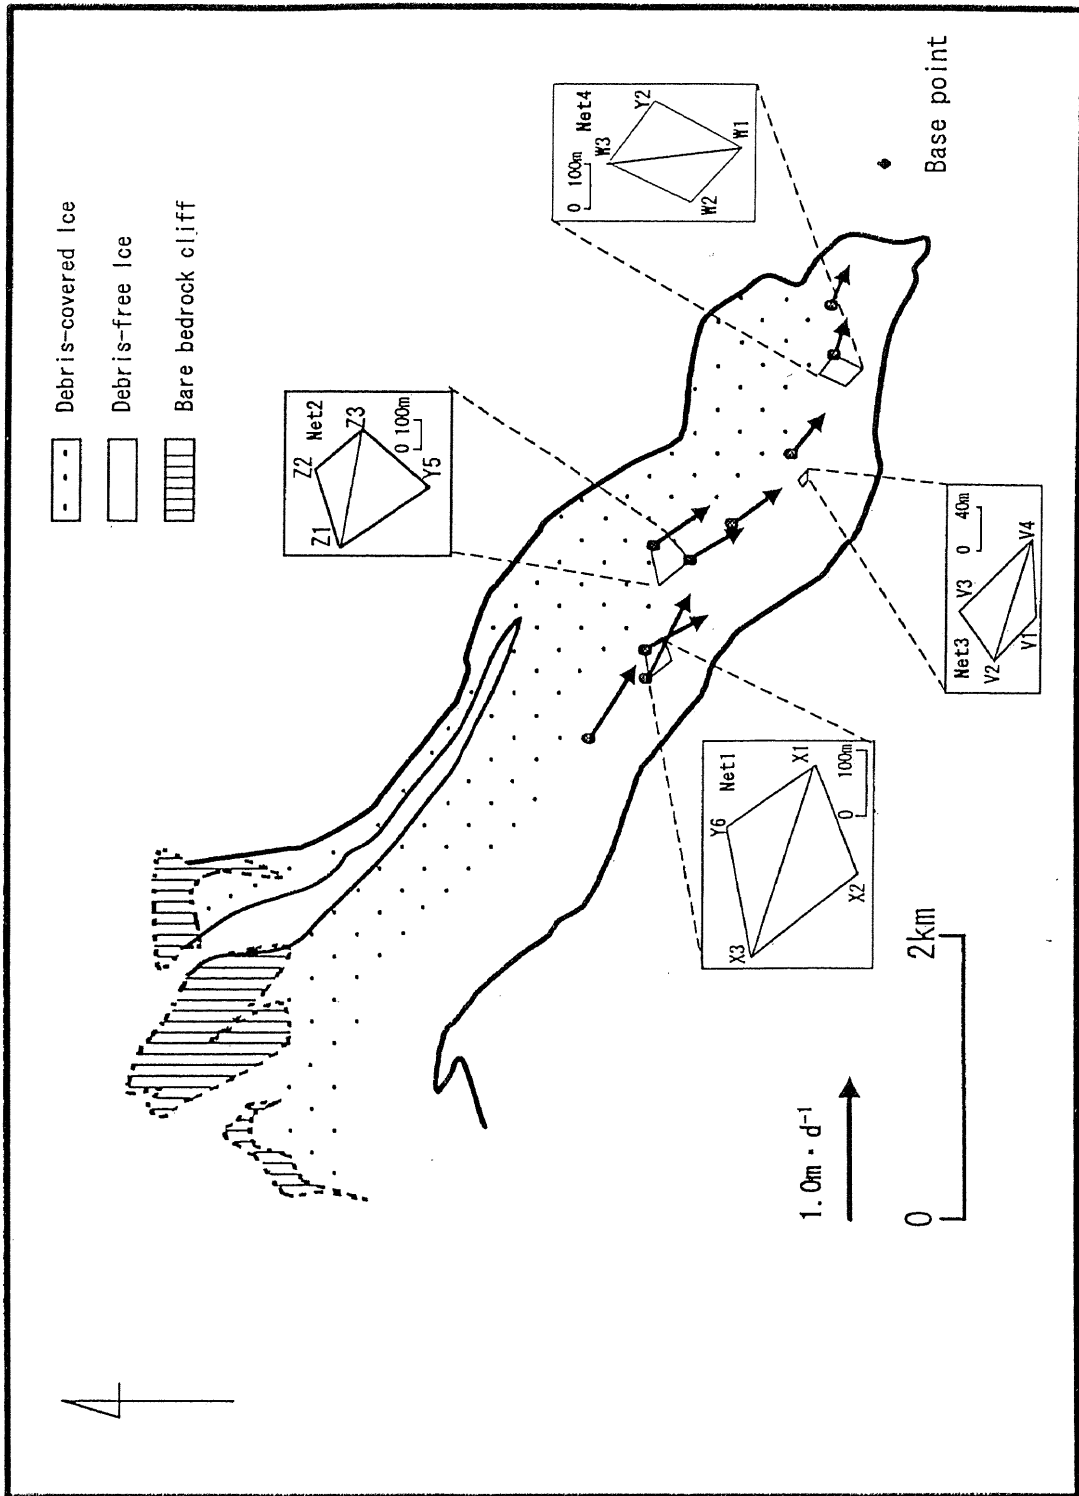 Debris-covered Ice
Debris-free Ice
Bare bedrock cliff
Net4
0 100m
W3
Y2
W2
W1
Base point
Net2
Z2
Z3
Z1
0 100m
Y5
Net3
V3
0 40m
V2
V4
V1
Net1
Y6
X1
X3
X2
0 100m
1.0m・d⁻¹
0 2km